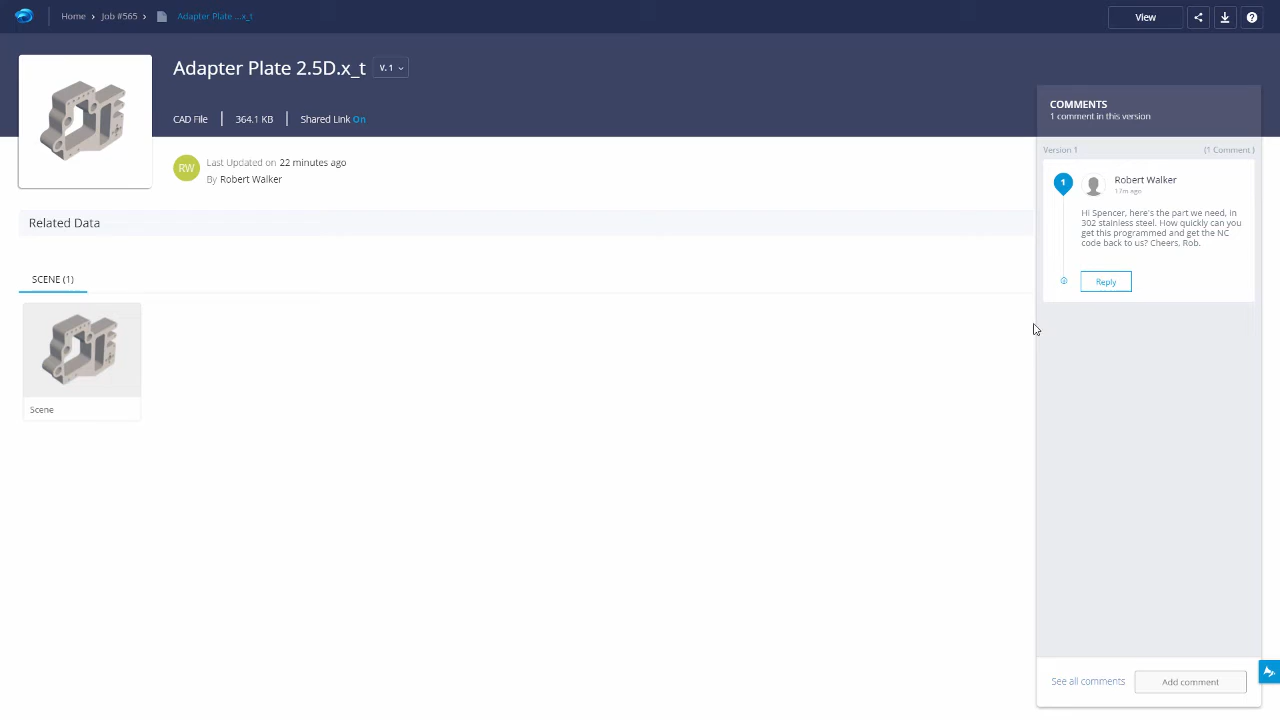 Home › Job #565 › Adapter Plate ...x_t
View
Adapter Plate 2.5D.x_t
V. 1
CAD File
364.1 KB
Shared Link On
RW
Last Updated on 22 minutes ago
By Robert Walker
Related Data
SCENE (1)
Scene
COMMENTS
1 comment in this version
Version 1
(1 Comment )
1
Robert Walker
17m ago
Hi Spencer, here's the part we need, in
302 stainless steel. How quickly can you
get this programmed and get the NC
code back to us? Cheers, Rob.
Reply
See all comments
Add comment